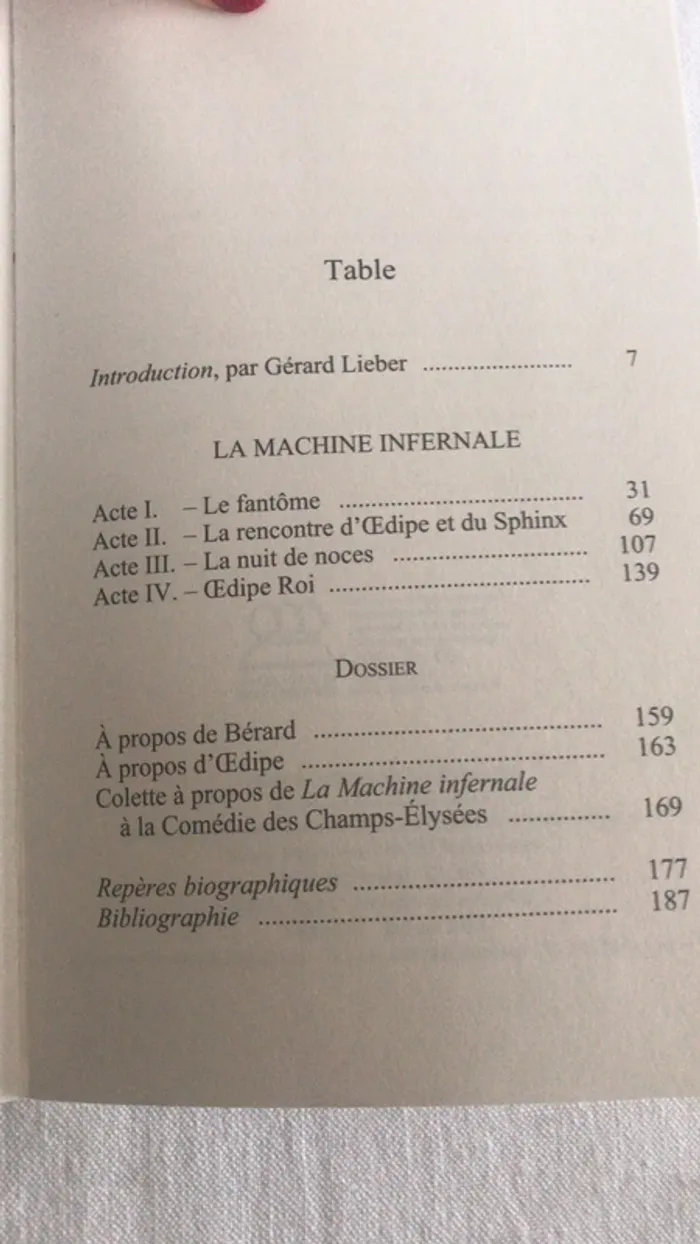 Table
Introduction, par Gérard Lieber ........................ 7
LA MACHINE INFERNALE
Acte I. – Le fantôme ...................................... 31
Acte II. – La rencontre d'Œdipe et du Sphinx 69
Acte III. – La nuit de noces .............................. 107
Acte IV. – Œdipe Roi ........................................ 139
DOSSIER
À propos de Bérard ............................................ 159
À propos d'Œdipe .............................................. 163
Colette à propos de La Machine infernale
à la Comédie des Champs-Élysées ................ 169
Repères biographiques ........................................ 177
Bibliographie ...................................................... 187